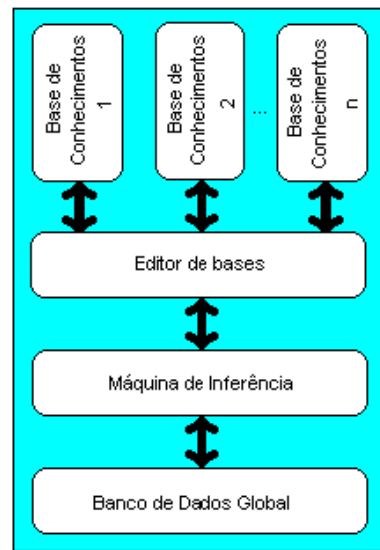 Base de
Conhecimentos
1
Base de
Conhecimentos
2
...
Base de
Conhecimentos
n
Editor de bases
Máquina de Inferência
Banco de Dados Global